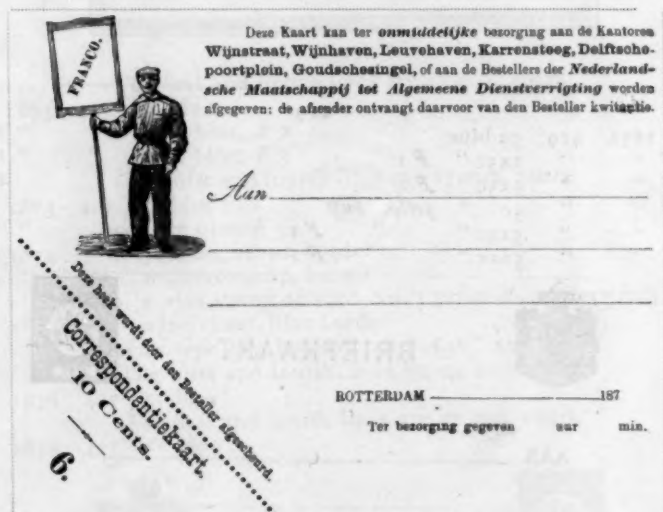 FRANCO.
Deze Kaart kan ter onmiddelijke bezorging aan de Kantoren
Wijnstraat, Wijnhaven, Leuvehaven, Karrensteeg, Delftsche-
poortplein, Goudschesingel, of aan de Bestellers der Nederland-
sche Maatschappij tot Algemeene Dienstverrigting worden
afgegeven: de afzender ontvangt daarvoor van den Besteller kwitantie.
Aan
Deze hoek wordt door den Besteller afgescheurd.
Correspondentiekaart.
10 Cents.
6.
ROTTERDAM 187
Ter bezorging gegeven uur min.
BRIEFKAART
AAN